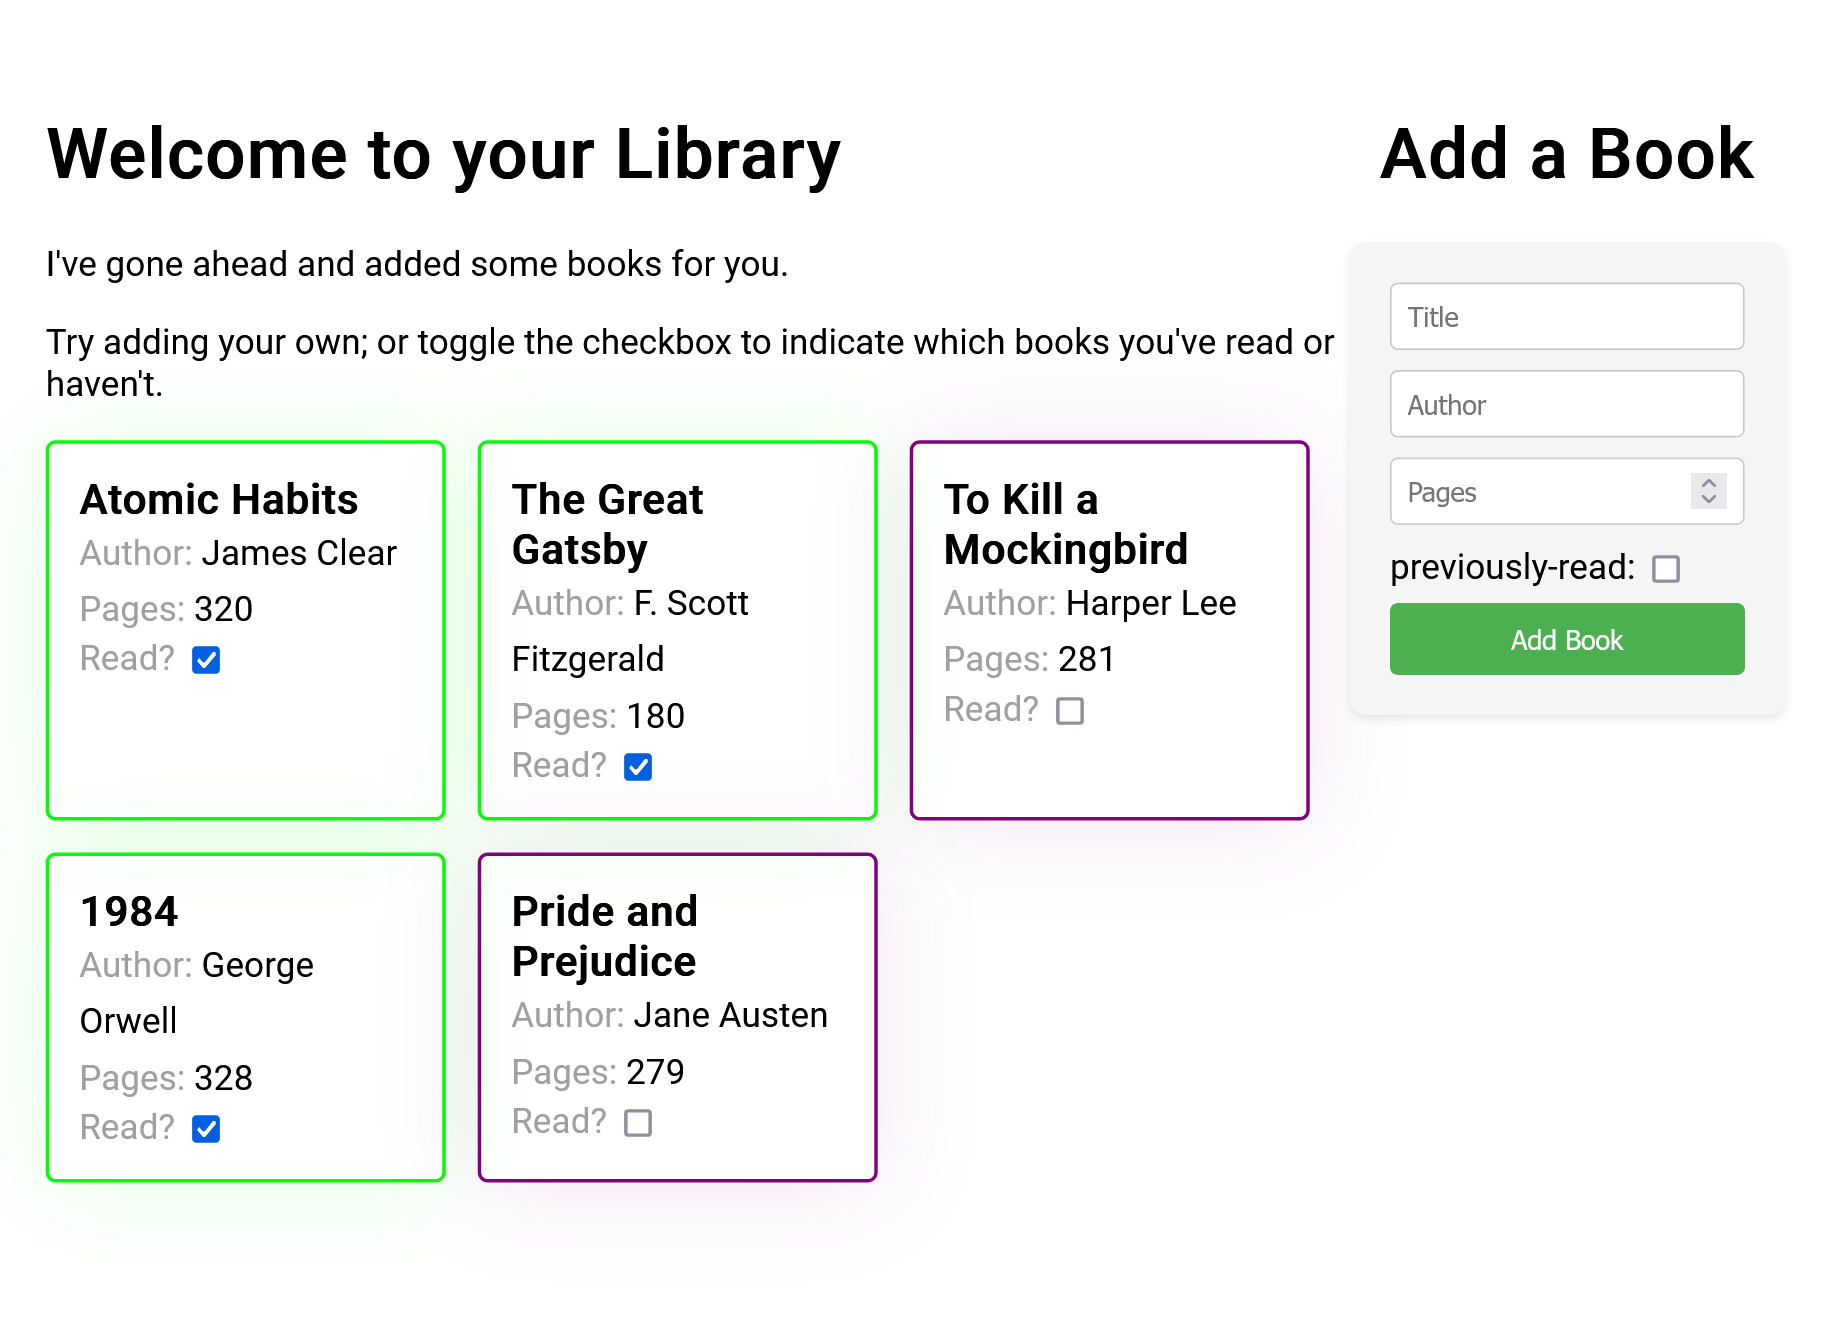 Welcome to your Library
I've gone ahead and added some books for you.
Try adding your own; or toggle the checkbox to indicate which books you've read or
haven't.
Atomic Habits
Author: James Clear
Pages: 320
Read?
The Great
Gatsby
Author: F. Scott
Fitzgerald
Pages: 180
Read?
To Kill a
Mockingbird
Author: Harper Lee
Pages: 281
Read?
1984
Author: George
Orwell
Pages: 328
Read?
Pride and
Prejudice
Author: Jane Austen
Pages: 279
Read?
Add a Book
Title
Author
Pages
previously-read:
Add Book